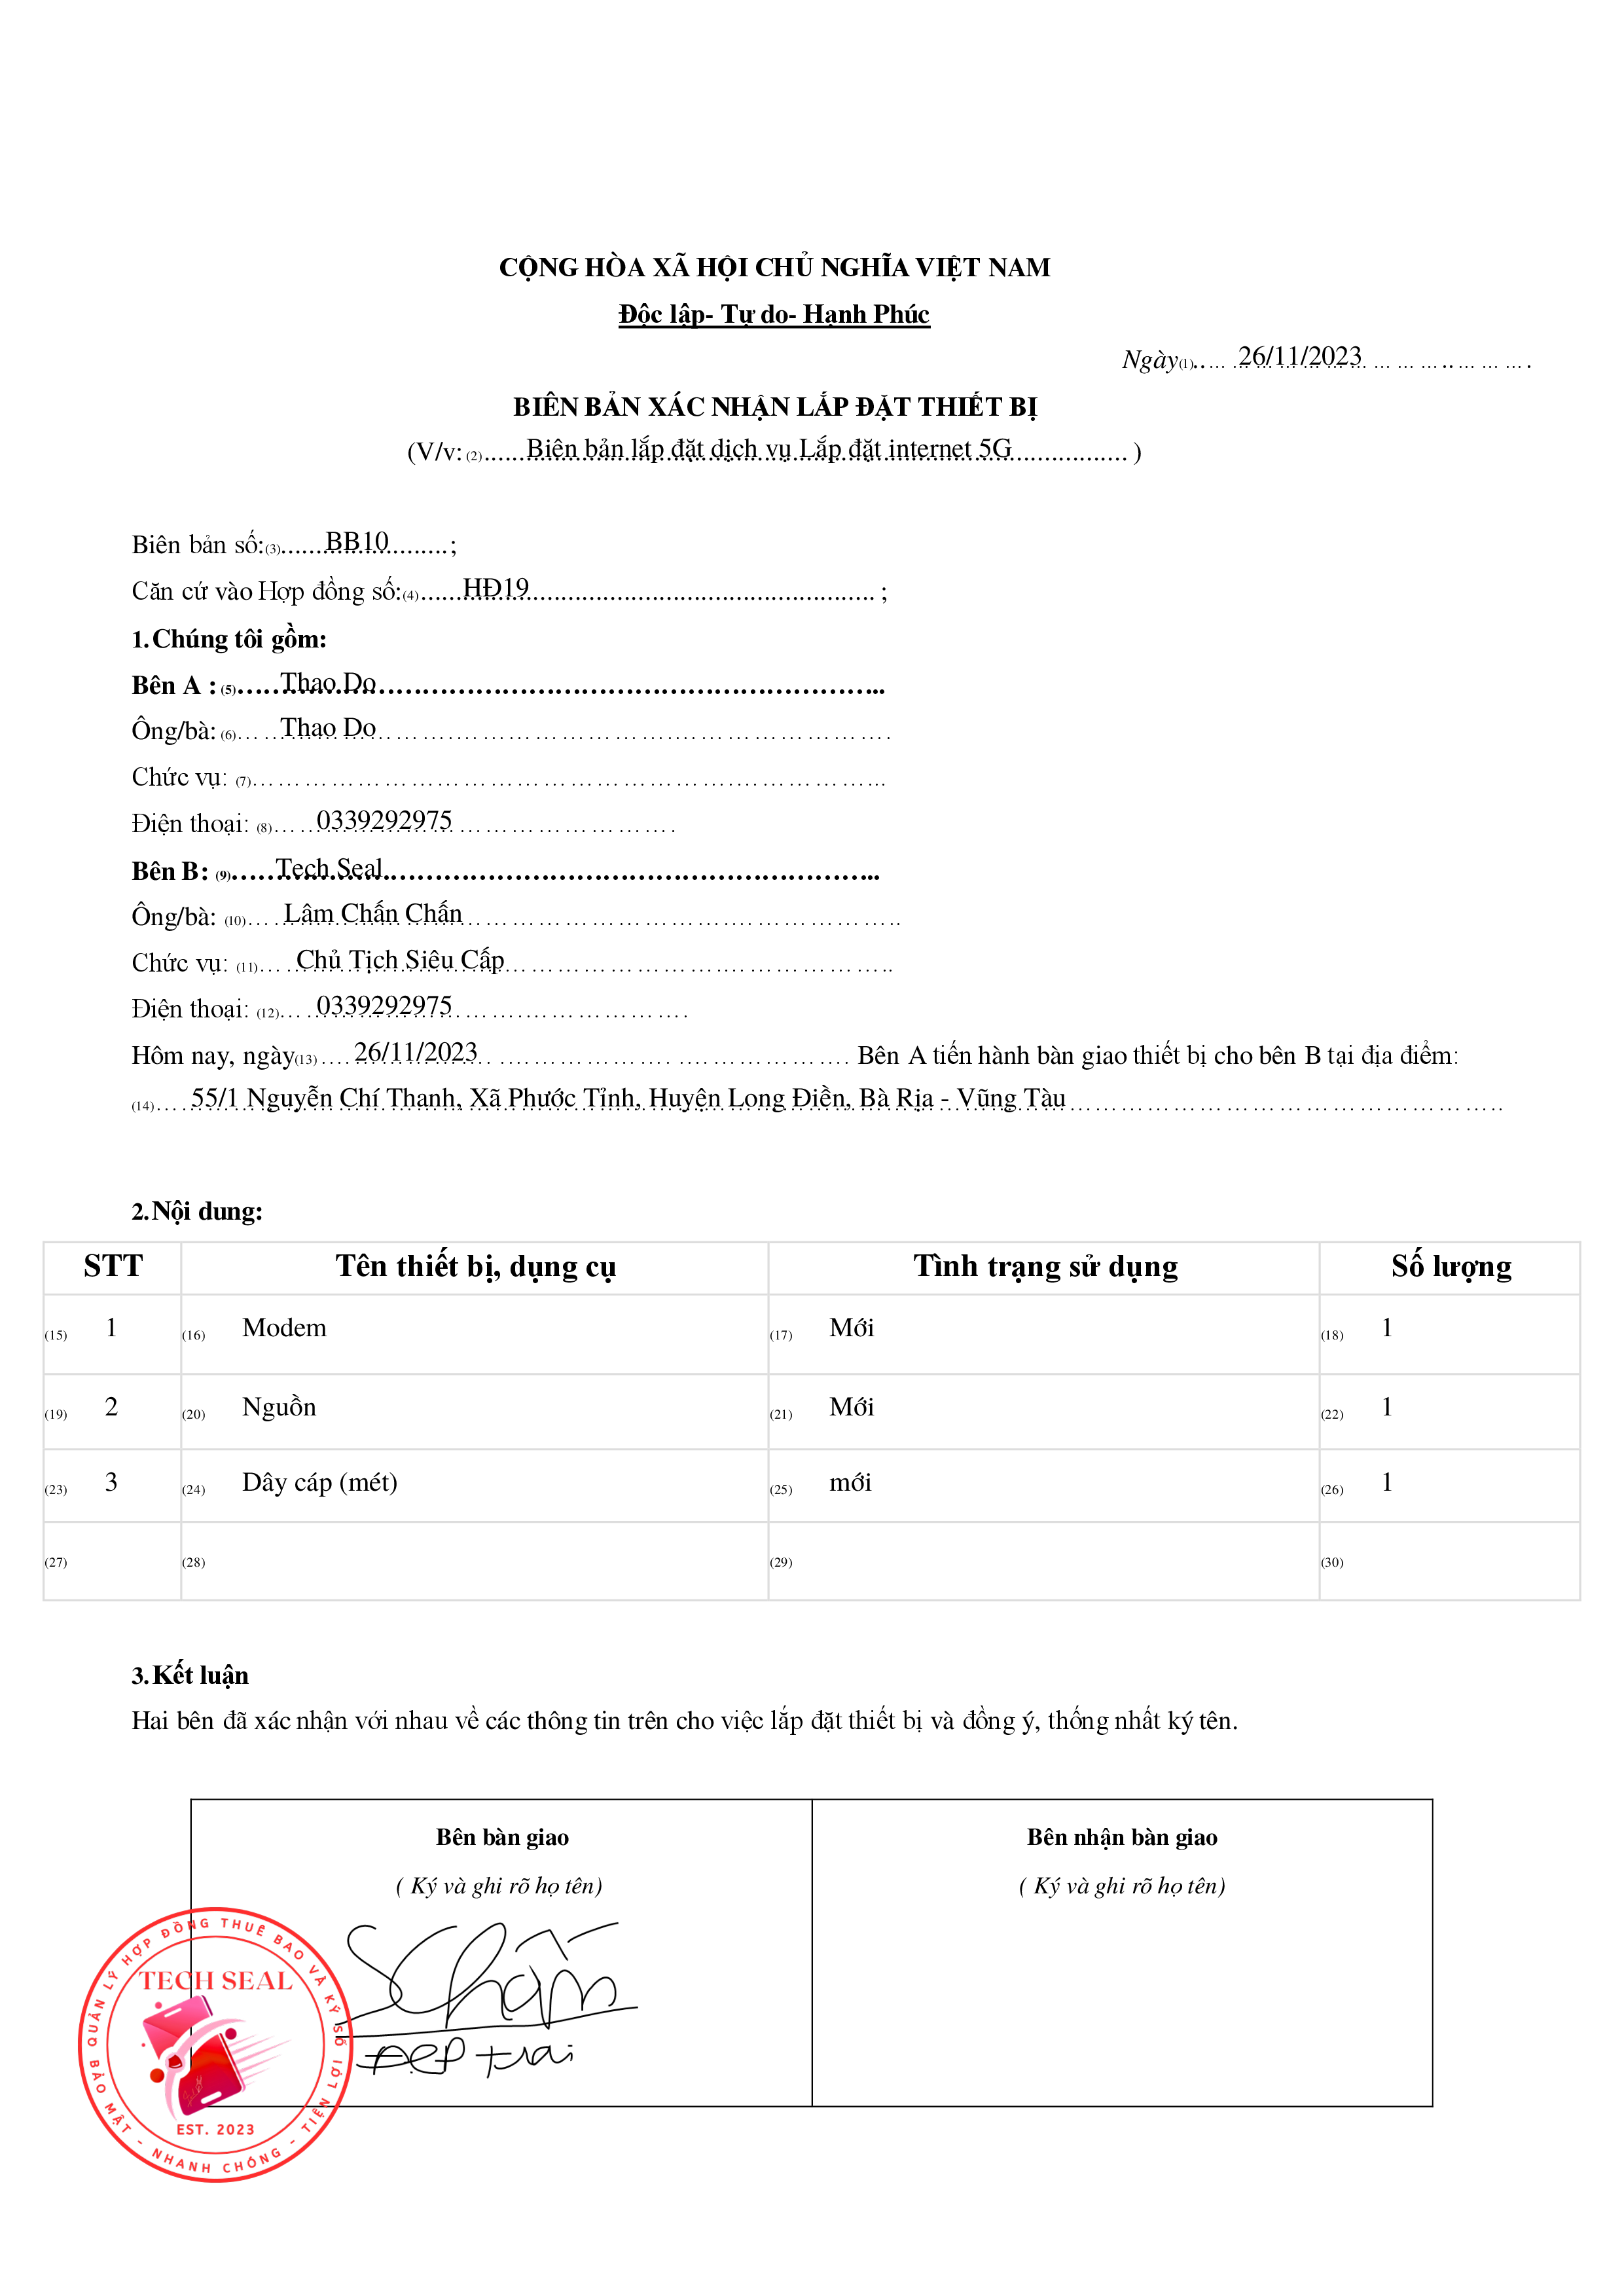 CỘNG HÒA XÃ HỘI CHỦ NGHĨA VIỆT NAM
Độc lập- Tự do- Hạnh Phúc
Ngày(1)..… … … … … … … … … ….. … … … . 26/11/2023
BIÊN BẢN XÁC NHẬN LẮP ĐẶT THIẾT BỊ
(V/v: (2) Biên bản lắp đặt dịch vụ Lắp đặt internet 5G )
Biên bản số:(3) BB10 ;
Căn cứ vào Hợp đồng số:(4) HĐ19 ;
1. Chúng tôi gồm:
Bên A : (5) Thao Do
Ông/bà: (6) Thao Do
Chức vụ: (7)
Điện thoại: (8) 0339292975
Bên B: (9) Tech Seal
Ông/bà: (10) Lâm Chấn Chấn
Chức vụ: (11) Chủ Tịch Siêu Cấp
Điện thoại: (12) 0339292975
Hôm nay, ngày(13) 26/11/2023 Bên A tiến hành bàn giao thiết bị cho bên B tại địa điểm:
(14) 55/1 Nguyễn Chí Thanh, Xã Phước Tỉnh, Huyện Long Điền, Bà Rịa - Vũng Tàu
2. Nội dung:
STT Tên thiết bị, dụng cụ Tình trạng sử dụng Số lượng
(15) 1 (16) Modem (17) Mới (18) 1
(19) 2 (20) Nguồn (21) Mới (22) 1
(23) 3 (24) Dây cáp (mét) (25) mới (26) 1
(27) (28) (29) (30)
3. Kết luận
Hai bên đã xác nhận với nhau về các thông tin trên cho việc lắp đặt thiết bị và đồng ý, thống nhất ký tên.
Bên bàn giao Bên nhận bàn giao
( Ký và ghi rõ họ tên) ( Ký và ghi rõ họ tên)
Chấn
Đẹp trai
QUẢN LÝ HỢP ĐỒNG THUÊ BAO VÀ KÝ SỐ
TECH SEAL
EST. 2023
BẢO MẬT - NHANH CHÓNG - TIỆN LỢI